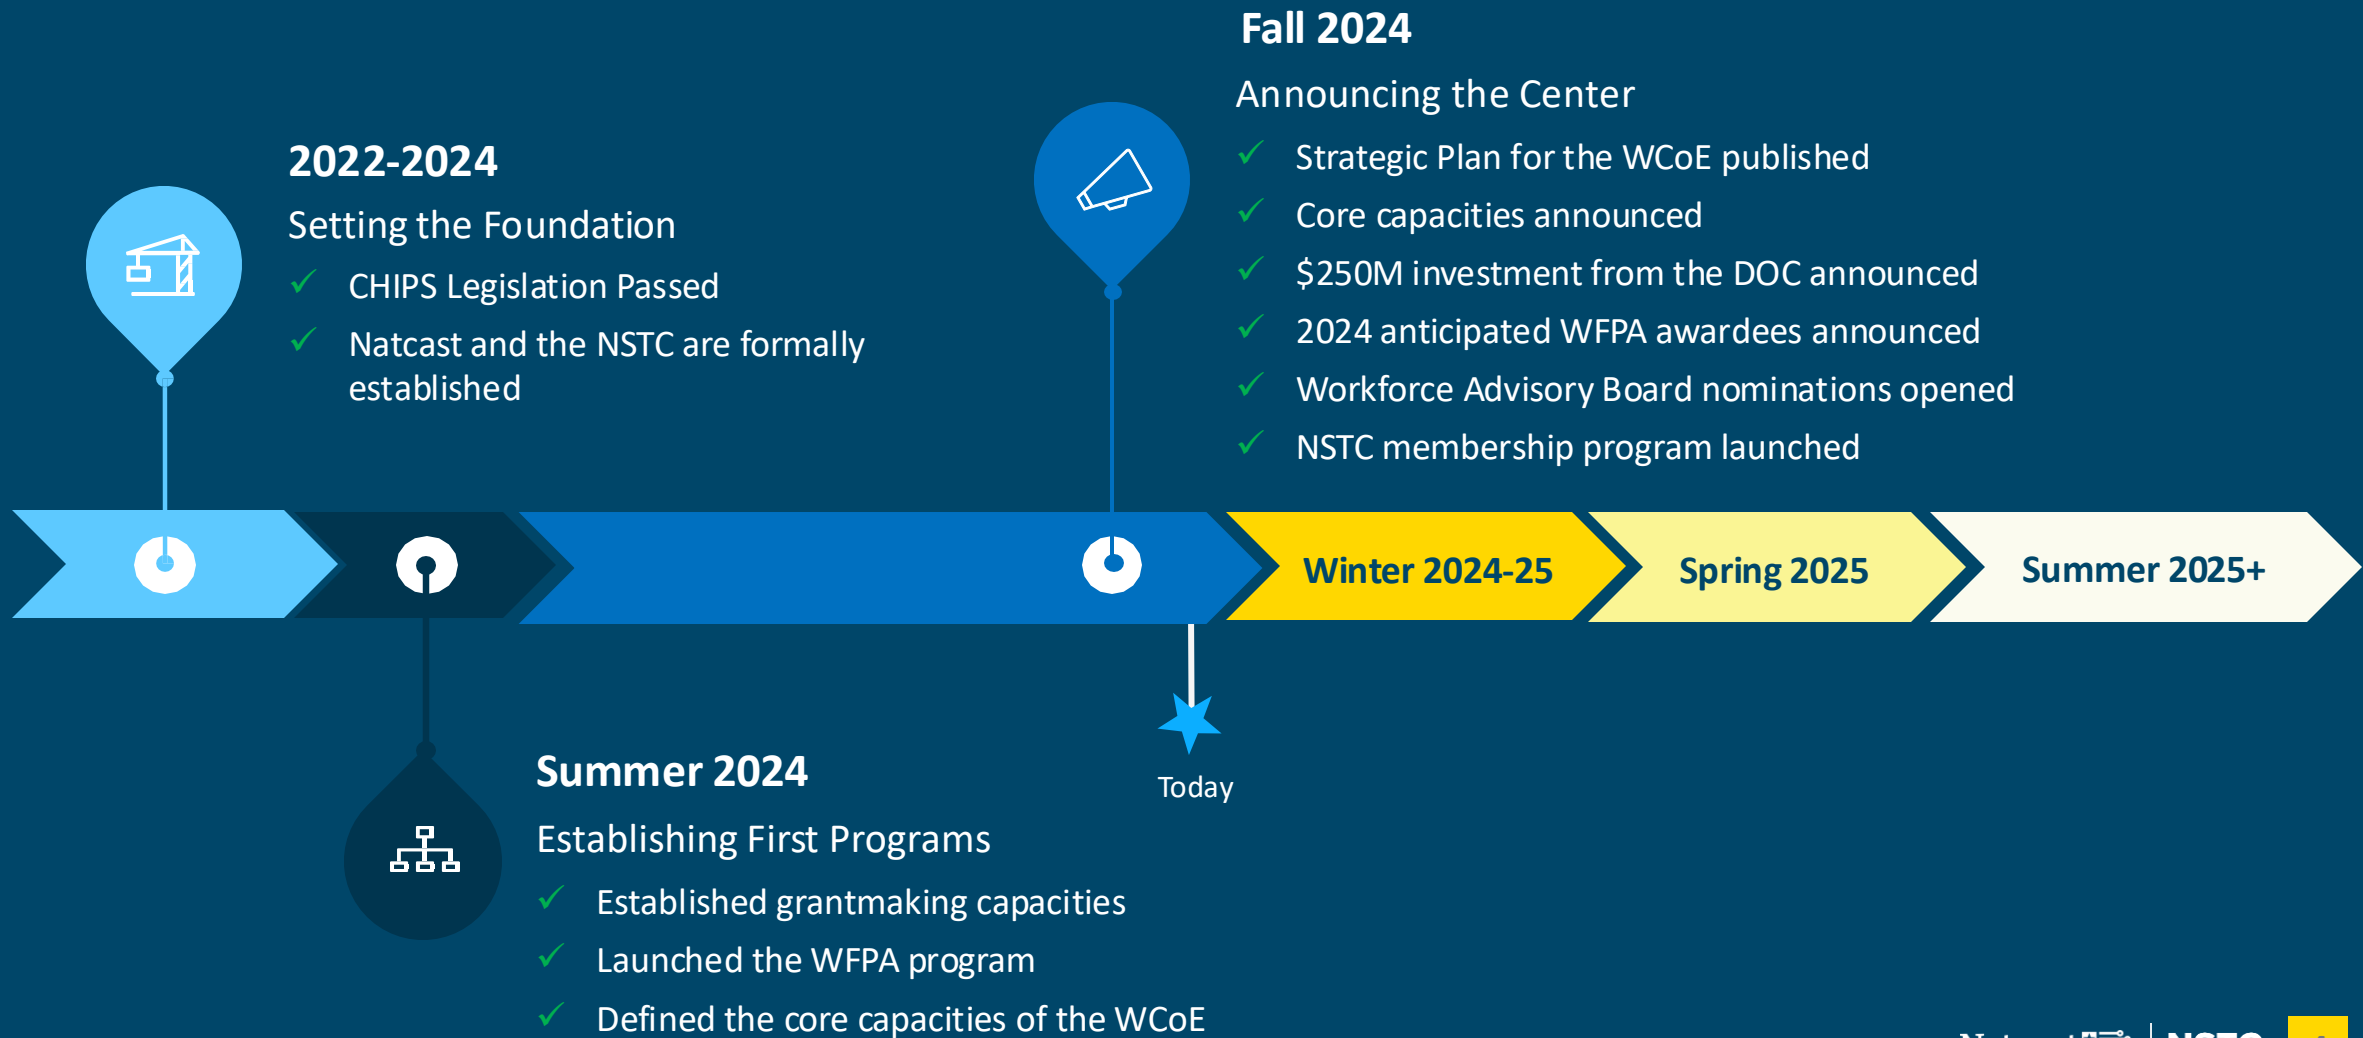 2022-2024
Setting the Foundation
CHIPS Legislation Passed
Natcast and the NSTC are formally
established
Fall 2024
Announcing the Center
Strategic Plan for the WCoE published
Core capacities announced
$250M investment from the DOC announced
2024 anticipated WFPA awardees announced
Workforce Advisory Board nominations opened
NSTC membership program launched
Winter 2024-25
Spring 2025
Summer 2025+
Today
Summer 2024
Establishing First Programs
Established grantmaking capacities
Launched the WFPA program
Defined the core capacities of the WCoE